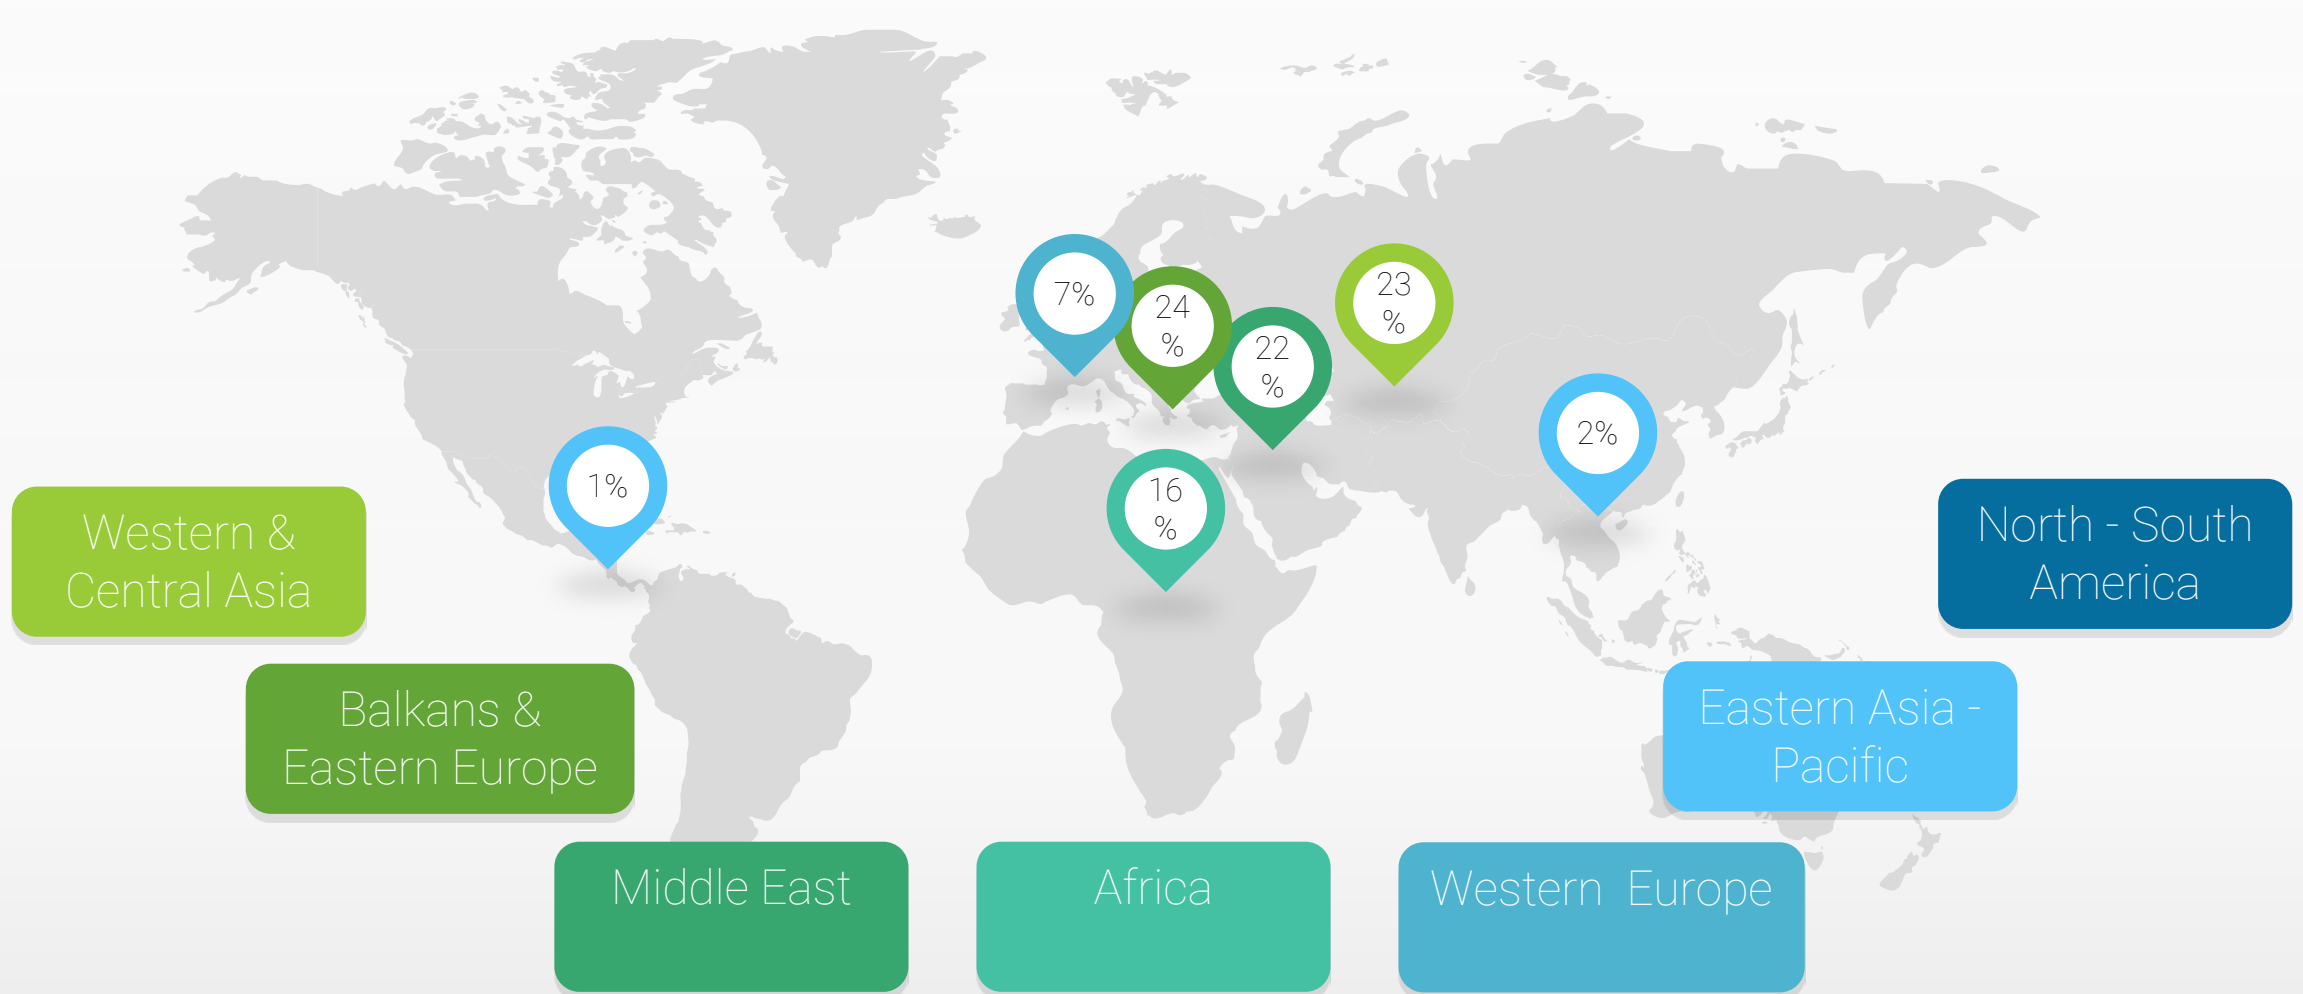 7%
24
%
22
%
23
%
2%
1%
16
%
Western &
Central Asia
Balkans &
Eastern Europe
Middle East
Africa
Western  Europe
Eastern Asia -
Pacific
North - South
America